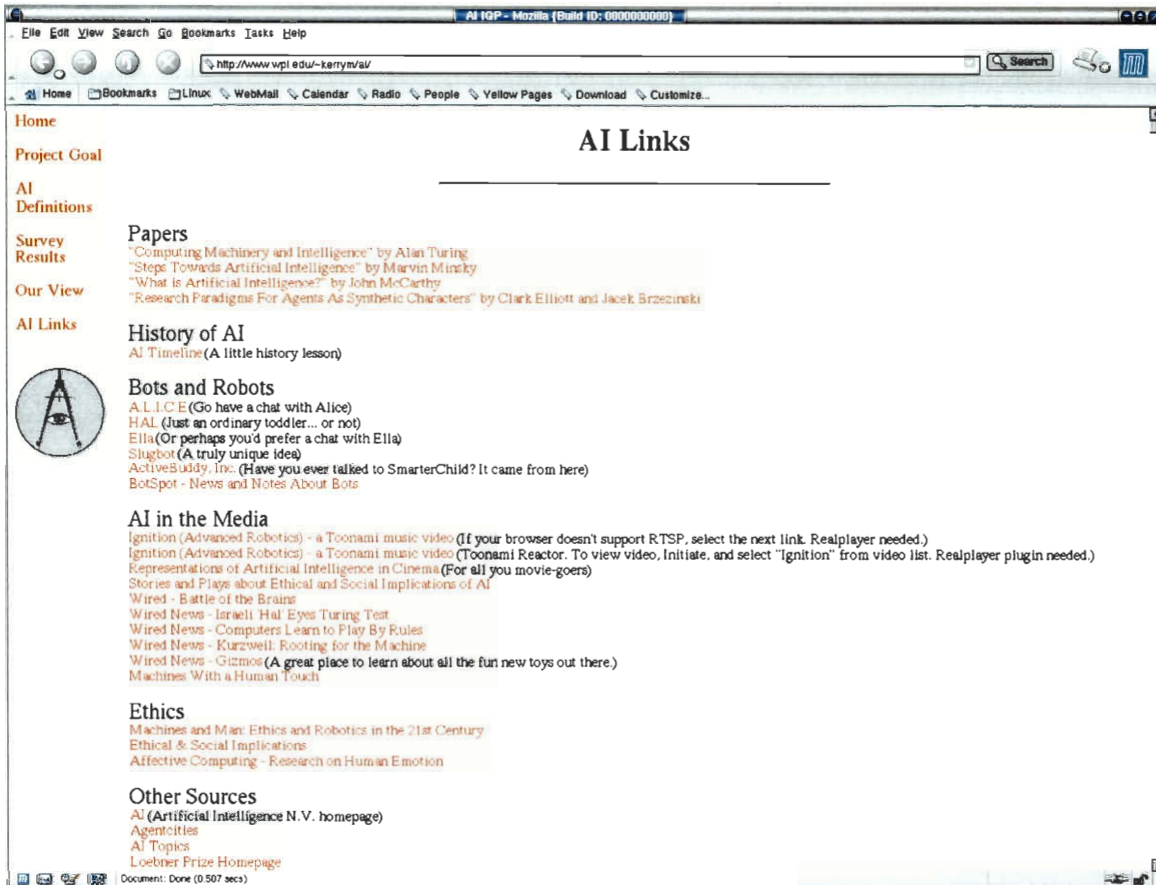 AI IQP - Mozilla {Build ID: 0000000000}
File Edit View Search Go Bookmarks Tasks Help
http://www.wpi.edu/~kerrym/ai/
Search
Home Bookmarks Linux WebMail Calendar Radio People Yellow Pages Download Customize...
Home
Project Goal
AI
Definitions
Survey
Results
Our View
AI Links
AI Links
Papers
"Computing Machinery and Intelligence" by Alan Turing
"Steps Towards Artificial Intelligence" by Marvin Minsky
"What is Artificial Intelligence?" by John McCarthy
"Research Paradigms For Agents As Synthetic Characters" by Clark Elliott and Jacek Brzezinski
History of AI
AI Timeline (A little history lesson)
Bots and Robots
A.L.I.C.E (Go have a chat with Alice)
HAL (Just an ordinary toddler... or not)
Ella (Or perhaps you'd prefer a chat with Ella)
Slugbot (A truly unique idea)
ActiveBuddy, Inc. (Have you ever talked to SmarterChild? It came from here)
BotSpot - News and Notes About Bots
AI in the Media
Ignition (Advanced Robotics) - a Toonami music video (If your browser doesn't support RTSP, select the next link. Realplayer needed.)
Ignition (Advanced Robotics) - a Toonami music video (Toonami Reactor. To view video, Initiate, and select "Ignition" from video list. Realplayer plugin needed.)
Representations of Artificial Intelligence in Cinema (For all you movie-goers)
Stories and Plays about Ethical and Social Implications of AI
Wired - Battle of the Brains
Wired News - Israeli 'Hal' Eyes Turing Test
Wired News - Computers Learn to Play By Rules
Wired News - Kurzweil: Rooting for the Machine
Wired News - Gizmos (A great place to learn about all the fun new toys out there.)
Machines With a Human Touch
Ethics
Machines and Man: Ethics and Robotics in the 21st Century
Ethical & Social Implications
Affective Computing - Research on Human Emotion
Other Sources
AI (Artificial Intelligence N.V. homepage)
Agentcities
AI Topics
Loebner Prize Homepage
Document: Done (0.507 secs)